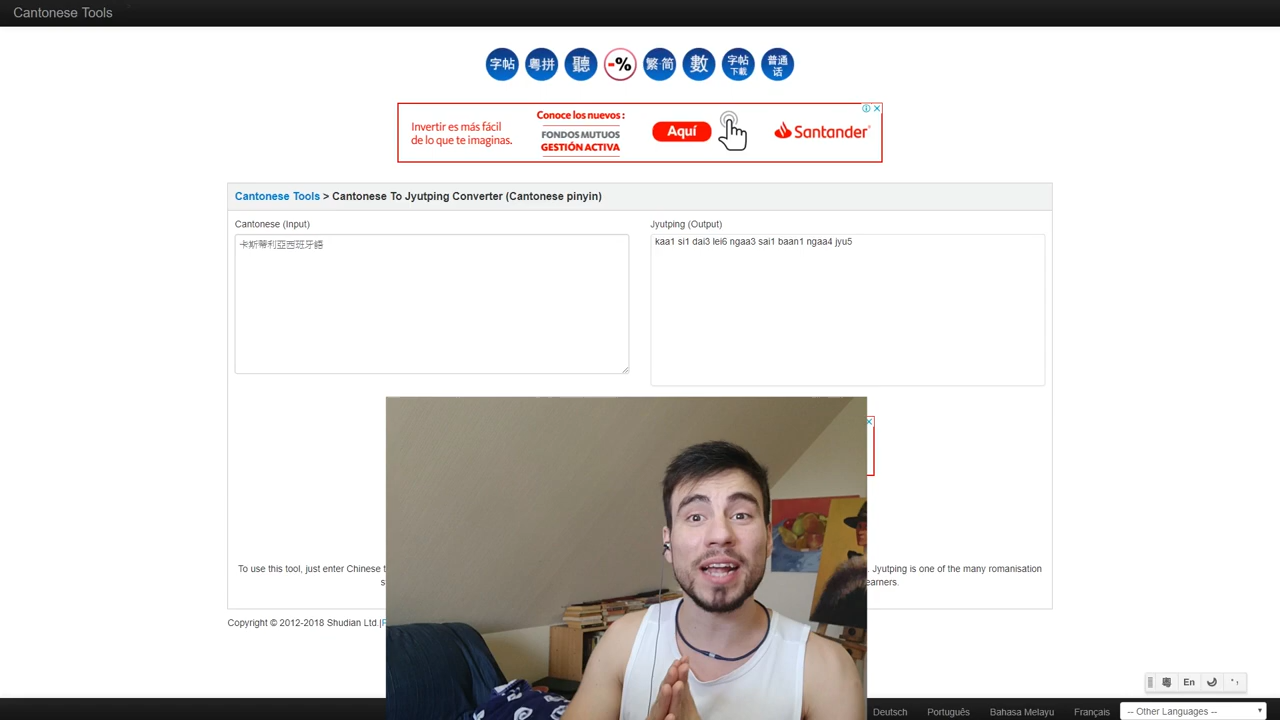 Cantonese Tools
字帖 粵拼 聽 -% 繁简 數 字帖下載 普通话
Conoce los nuevos:
Invertir es más fácil
de lo que te imaginas.
FONDOS MUTUOS
GESTIÓN ACTIVA
Aquí
Santander
Cantonese Tools > Cantonese To Jyutping Converter (Cantonese pinyin)
Cantonese (Input)
Jyutping (Output)
卡斯蒂利亞西班牙語
kaa1 si1 dai3 lei6 ngaa3 sai1 baan1 ngaa4 jyu5
To use this tool, just enter Chinese t
. Jyutping is one of the many romanisation
s
earners.
Copyright © 2012-2018 Shudian Ltd.|P
En
Deutsch Português Bahasa Melayu Français -- Other Languages --